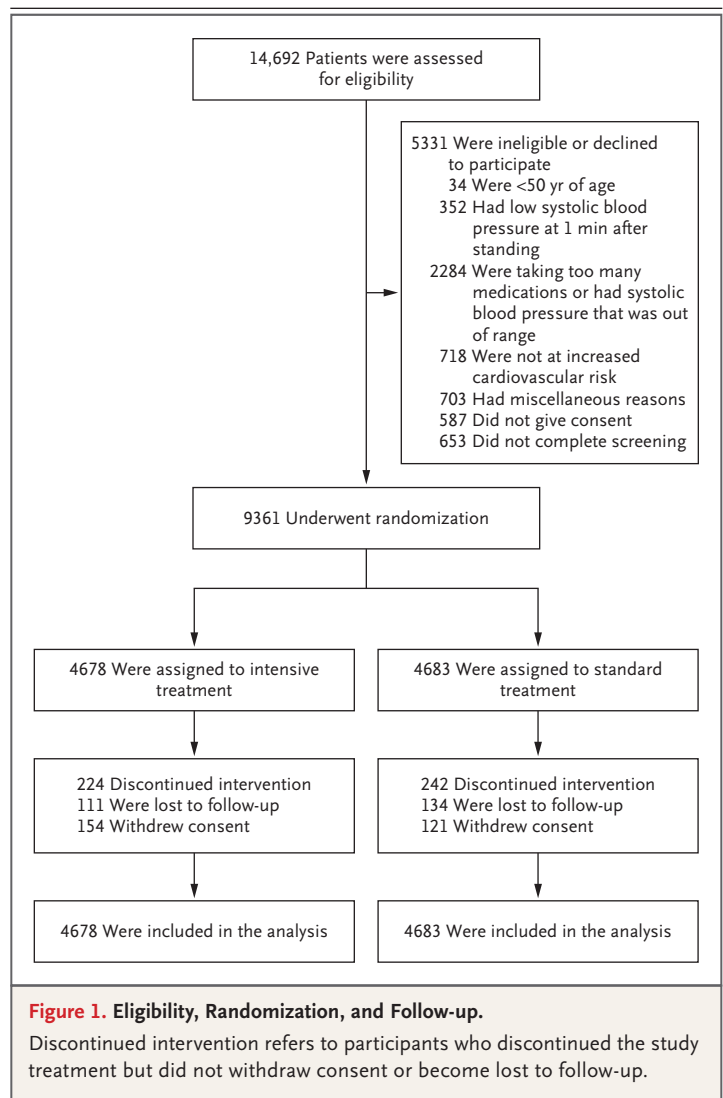 14,692 Patients were assessed
for eligibility
5331 Were ineligible or declined
to participate
34 Were <50 yr of age
352 Had low systolic blood
pressure at 1 min after
standing
2284 Were taking too many
medications or had systolic
blood pressure that was out
of range
718 Were not at increased
cardiovascular risk
703 Had miscellaneous reasons
587 Did not give consent
653 Did not complete screening
9361 Underwent randomization
4678 Were assigned to intensive
treatment
4683 Were assigned to standard
treatment
224 Discontinued intervention
111 Were lost to follow-up
154 Withdrew consent
242 Discontinued intervention
134 Were lost to follow-up
121 Withdrew consent
4678 Were included in the analysis
4683 Were included in the analysis
Figure 1. Eligibility, Randomization, and Follow-up.
Discontinued intervention refers to participants who discontinued the study
treatment but did not withdraw consent or become lost to follow-up.